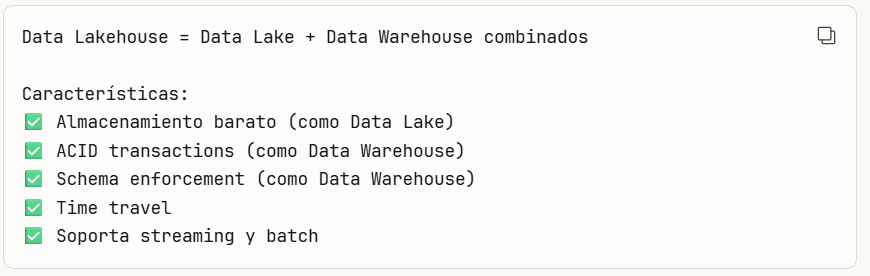 Data Lakehouse = Data Lake + Data Warehouse combinados
Características:
✅ Almacenamiento barato (como Data Lake)
✅ ACID transactions (como Data Warehouse)
✅ Schema enforcement (como Data Warehouse)
✅ Time travel
✅ Soporta streaming y batch